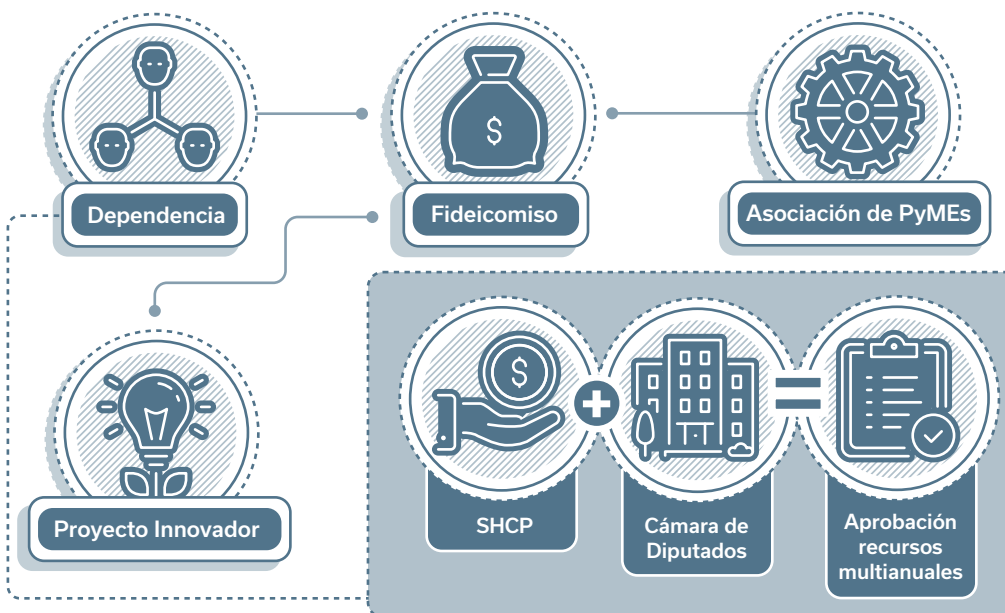 $
Dependencia
Fideicomiso
Asociación de PyMEs
Proyecto Innovador
$
SHCP
Cámara de
Diputados
Aprobación
recursos
multianuales